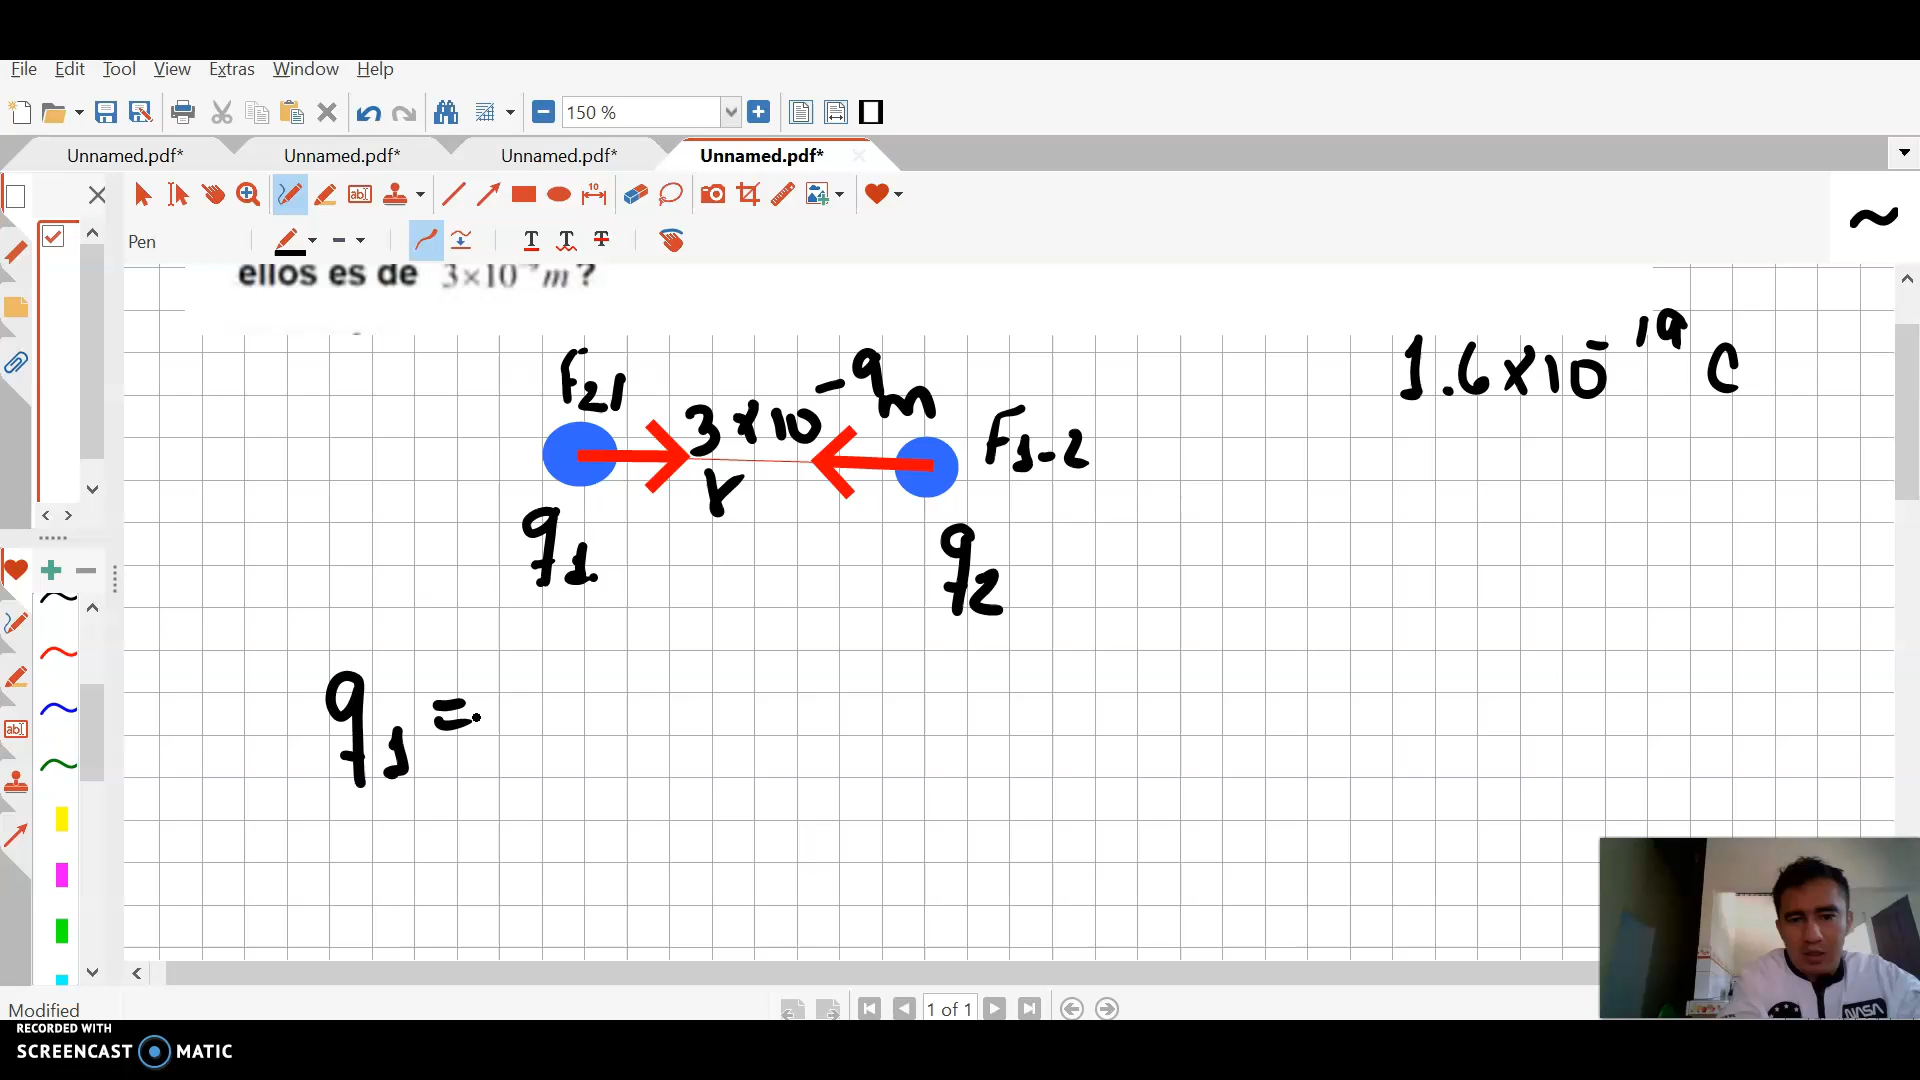 File Edit Tool View Extras Window Help
150 %
Unnamed.pdf* Unnamed.pdf* Unnamed.pdf* Unnamed.pdf*
Pen
ellos es de 3×10⁻⁹ m ?
1.6×10⁻¹⁹ C
F21
3×10⁻⁹m
F1-2
r
q1
q2
q1 =
Modified
1 of 1
RECORDED WITH
SCREENCAST MATIC
NASA